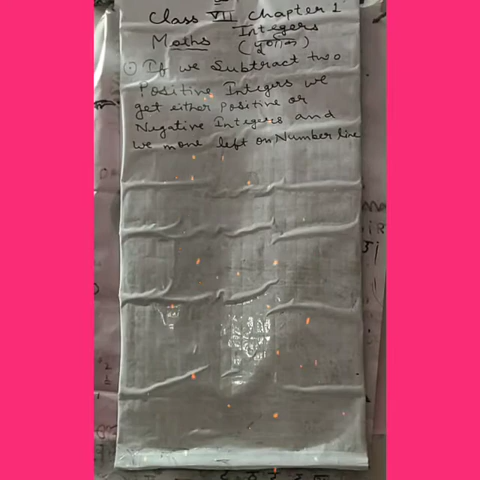 Class VII Chapter 1
Integers
Maths
If we Subtract two
Positive Integers we
get either positive or
Negative Integers and
we move left on Number line